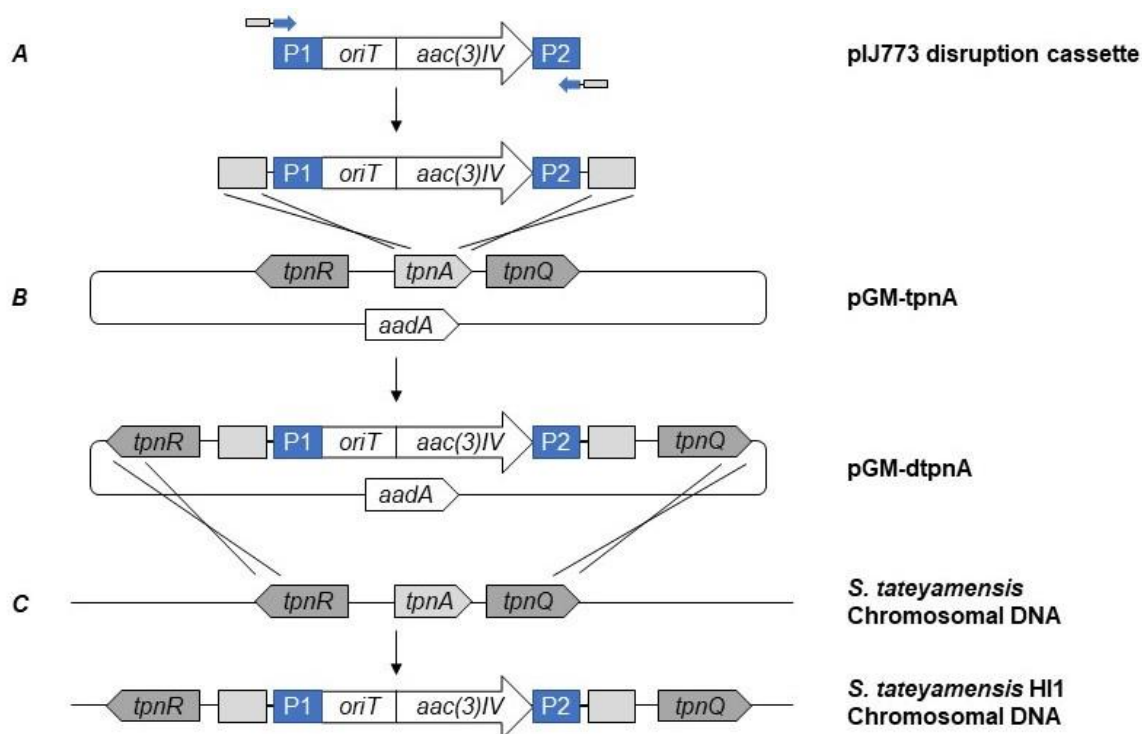 A P1 oriT aac(3)IV P2 pIJ773 disruption cassette
P1 oriT aac(3)IV P2
tpnR tpnA tpnQ
B pGM-tpnA
aadA
tpnR P1 oriT aac(3)IV P2 tpnQ
pGM-dtpnA
aadA
C tpnR tpnA tpnQ S. tateyamensis
Chromosomal DNA
tpnR P1 oriT aac(3)IV P2 tpnQ S. tateyamensis HI1
Chromosomal DNA